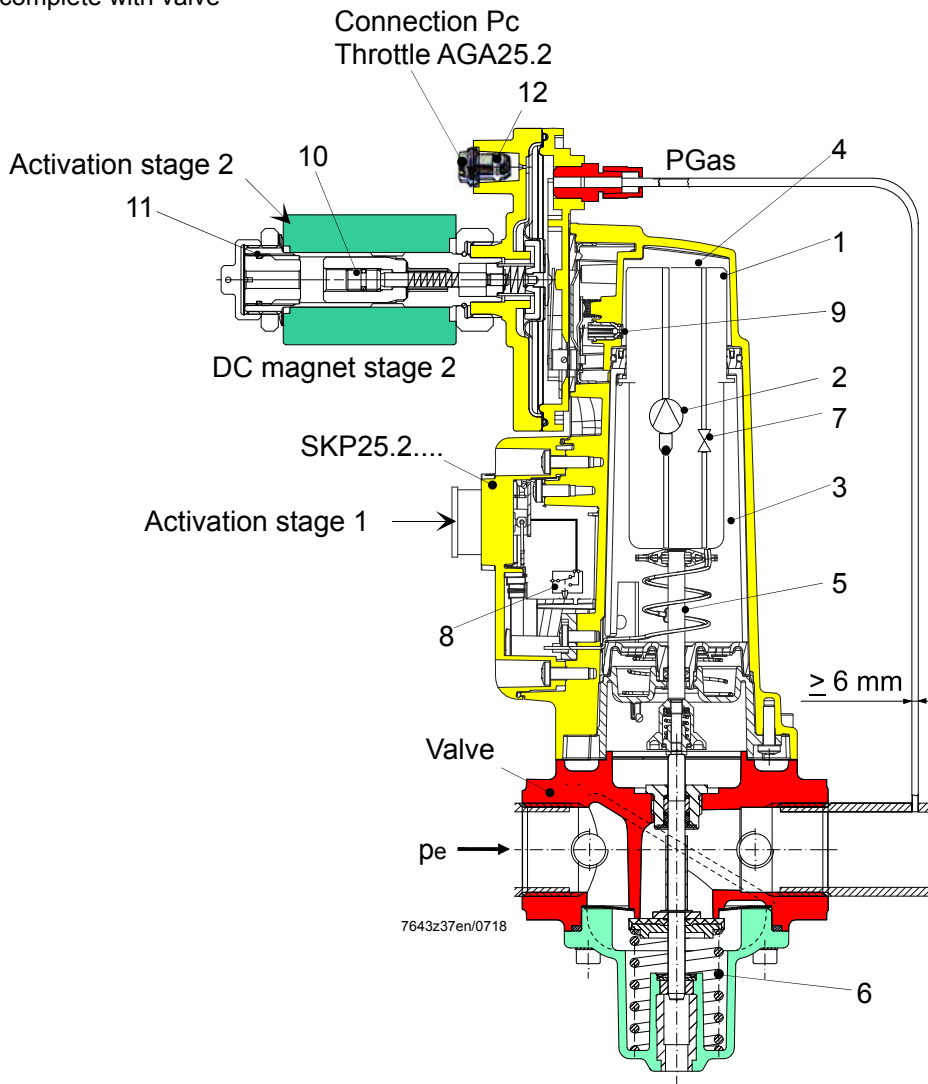 complete with valve
Connection Pc
Throttle AGA25.2
12
PGas
4
Activation stage 2
10
11
1
9
DC magnet stage 2
2
7
SKP25.2....
3
Activation stage 1
5
8
≥ 6 mm
Valve
pe
7643z37en/0718
6